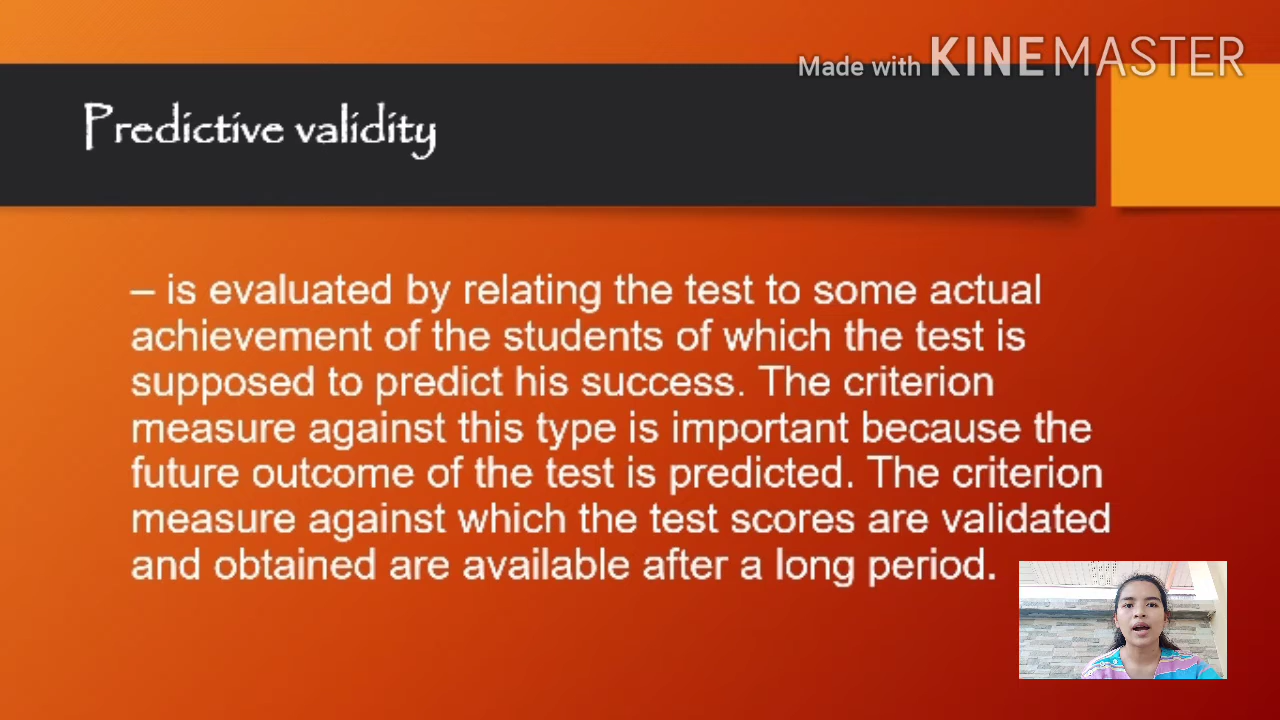 Made with KINEMASTER
Predictive validity
– is evaluated by relating the test to some actual
achievement of the students of which the test is
supposed to predict his success. The criterion
measure against this type is important because the
future outcome of the test is predicted. The criterion
measure against which the test scores are validated
and obtained are available after a long period.